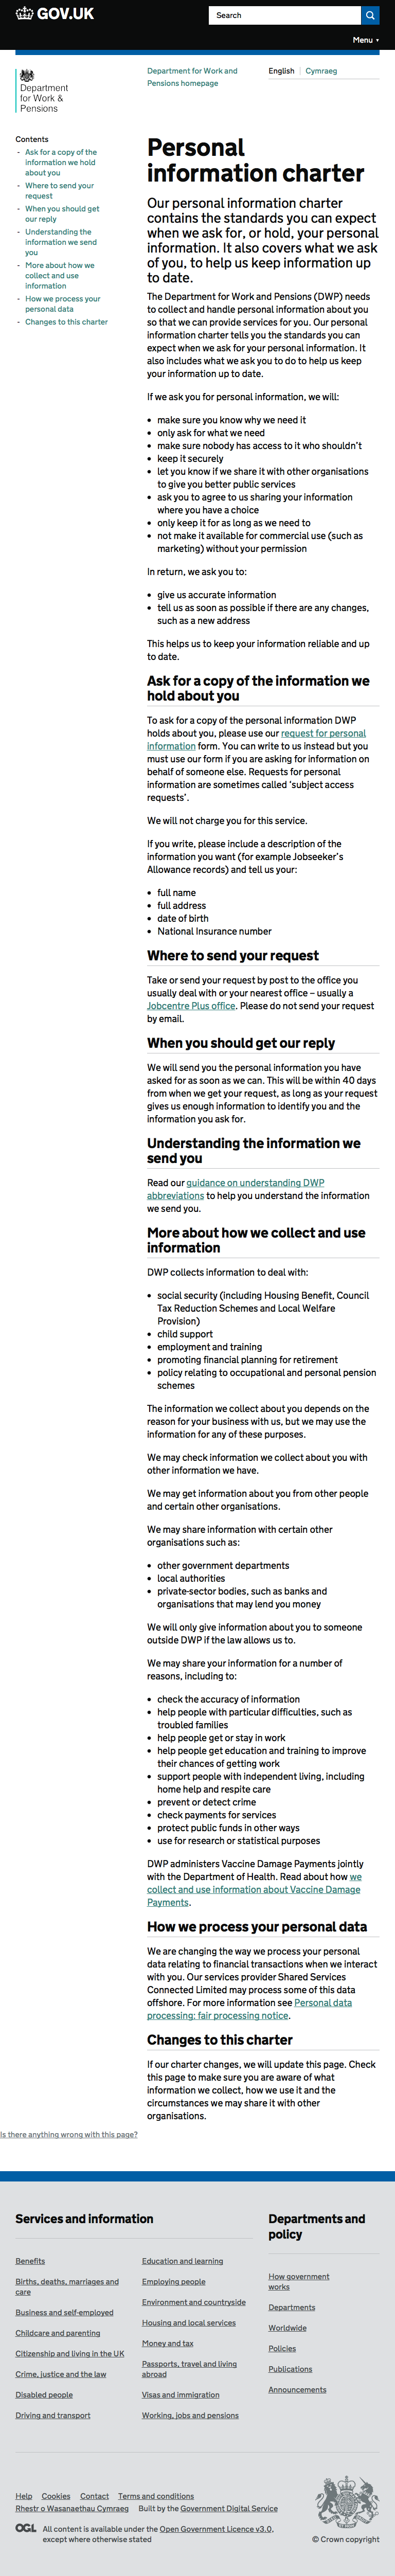 GOV.UK
Search
Menu ▾
Department
for Work &
Pensions
Department for Work and
Pensions homepage
English
Cymraeg
Contents
- Ask for a copy of the
information we hold
about you
- Where to send your
request
- When you should get
our reply
- Understanding the
information we send
you
- More about how we
collect and use
information
- How we process your
personal data
- Changes to this charter
Personal
information charter
Our personal information charter
contains the standards you can expect
when we ask for, or hold, your personal
information. It also covers what we ask
of you, to help us keep information up
to date.
The Department for Work and Pensions (DWP) needs
to collect and handle personal information about you
so that we can provide services for you. Our personal
information charter tells you the standards you can
expect when we ask for your personal information. It
also includes what we ask you to do to help us keep
your information up to date.
If we ask you for personal information, we will:
• make sure you know why we need it
• only ask for what we need
• make sure nobody has access to it who shouldn't
• keep it securely
• let you know if we share it with other organisations
to give you better public services
• ask you to agree to us sharing your information
where you have a choice
• only keep it for as long as we need to
• not make it available for commercial use (such as
marketing) without your permission
In return, we ask you to:
• give us accurate information
• tell us as soon as possible if there are any changes,
such as a new address
This helps us to keep your information reliable and up
to date.
Ask for a copy of the information we
hold about you
To ask for a copy of the personal information DWP
holds about you, please use our request for personal
information form. You can write to us instead but you
must use our form if you are asking for information on
behalf of someone else. Requests for personal
information are sometimes called 'subject access
requests'.
We will not charge you for this service.
If you write, please include a description of the
information you want (for example Jobseeker's
Allowance records) and tell us your:
• full name
• full address
• date of birth
• National Insurance number
Where to send your request
Take or send your request by post to the office you
usually deal with or your nearest office – usually a
Jobcentre Plus office. Please do not send your request
by email.
When you should get our reply
We will send you the personal information you have
asked for as soon as we can. This will be within 40 days
from when we get your request, as long as your request
gives us enough information to identify you and the
information you ask for.
Understanding the information we
send you
Read our guidance on understanding DWP
abbreviations to help you understand the information
we send you.
More about how we collect and use
information
DWP collects information to deal with:
• social security (including Housing Benefit, Council
Tax Reduction Schemes and Local Welfare
Provision)
• child support
• employment and training
• promoting financial planning for retirement
• policy relating to occupational and personal pension
schemes
The information we collect about you depends on the
reason for your business with us, but we may use the
information for any of these purposes.
We may check information we collect about you with
other information we have.
We may get information about you from other people
and certain other organisations.
We may share information with certain other
organisations such as:
• other government departments
• local authorities
• private-sector bodies, such as banks and
organisations that may lend you money
We will only give information about you to someone
outside DWP if the law allows us to.
We may share your information for a number of
reasons, including to:
• check the accuracy of information
• help people with particular difficulties, such as
troubled families
• help people get or stay in work
• help people get education and training to improve
their chances of getting work
• support people with independent living, including
home help and respite care
• prevent or detect crime
• check payments for services
• protect public funds in other ways
• use for research or statistical purposes
DWP administers Vaccine Damage Payments jointly
with the Department of Health. Read about how we
collect and use information about Vaccine Damage
Payments.
How we process your personal data
We are changing the way we process your personal
data relating to financial transactions when we interact
with you. Our services provider Shared Services
Connected Limited may process some of this data
offshore. For more information see Personal data
processing: fair processing notice.
Changes to this charter
If our charter changes, we will update this page. Check
this page to make sure you are aware of what
information we collect, how we use it and the
circumstances we may share it with other
organisations.
Is there anything wrong with this page?
Services and information
Benefits
Births, deaths, marriages and
care
Business and self-employed
Childcare and parenting
Citizenship and living in the UK
Crime, justice and the law
Disabled people
Driving and transport
Education and learning
Employing people
Environment and countryside
Housing and local services
Money and tax
Passports, travel and living
abroad
Visas and immigration
Working, jobs and pensions
Departments and
policy
How government
works
Departments
Worldwide
Policies
Publications
Announcements
Help Cookies Contact Terms and conditions
Rhestr o Wasanaethau Cymraeg Built by the Government Digital Service
OGL All content is available under the Open Government Licence v3.0,
except where otherwise stated
© Crown copyright